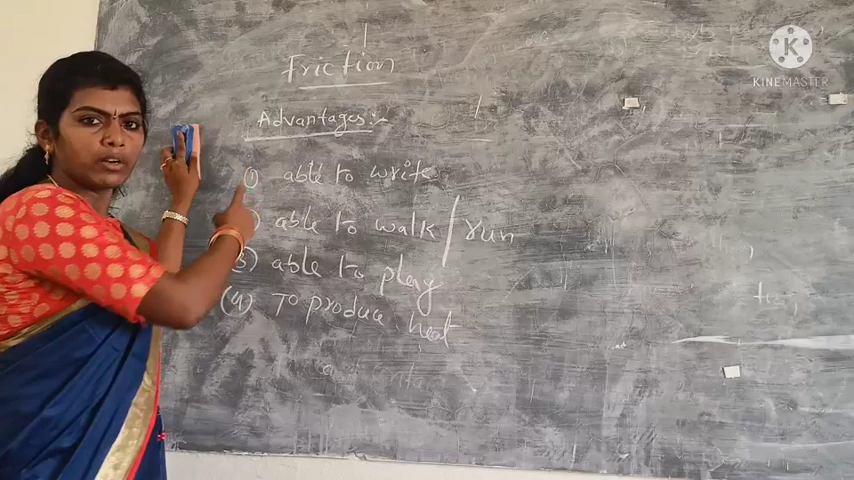 Friction
Advantages:-
(1) able to write
able to walk / run
3) able to play
(4) To produce heat
KINEMASTER